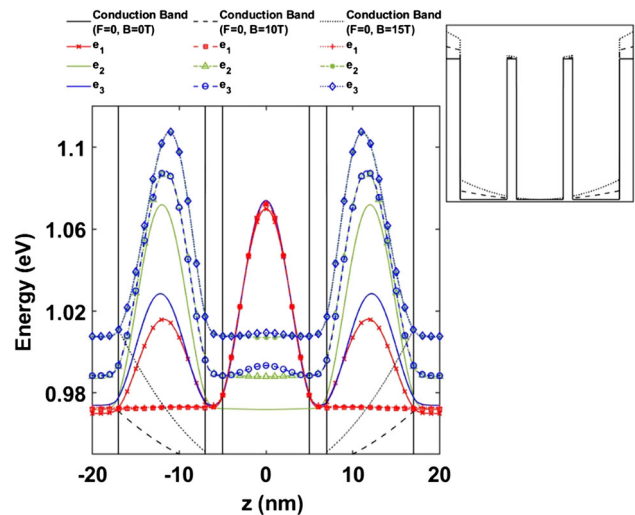 Conduction Band Conduction Band Conduction Band
(F=0, B=0T) (F=0, B=10T) (F=0, B=15T)
e1 e1 e1
e2 e2 e2
e3 e3 e3
1.1
1.06
1.02
0.98
Energy (eV)
-20 -10 0 10 20
z (nm)